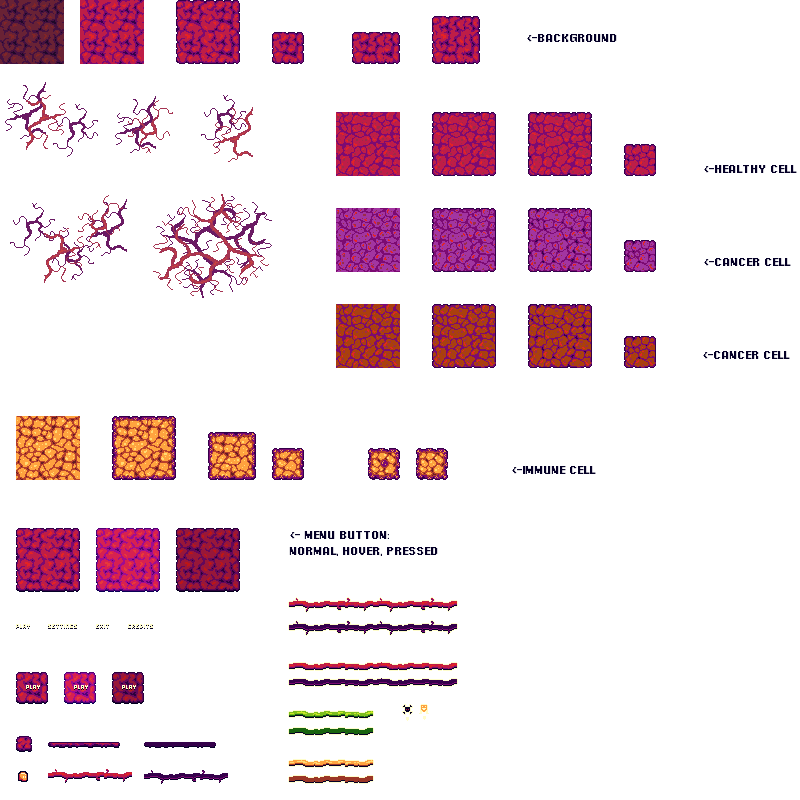 <-BACKGROUND
<-HEALTHY CELL
<-CANCER CELL
<-CANCER CELL
<-IMMUNE CELL
<- MENU BUTTON:
NORMAL, HOVER, PRESSED
PLAY SETTINGS EXIT CREDITS
PLAY PLAY PLAY